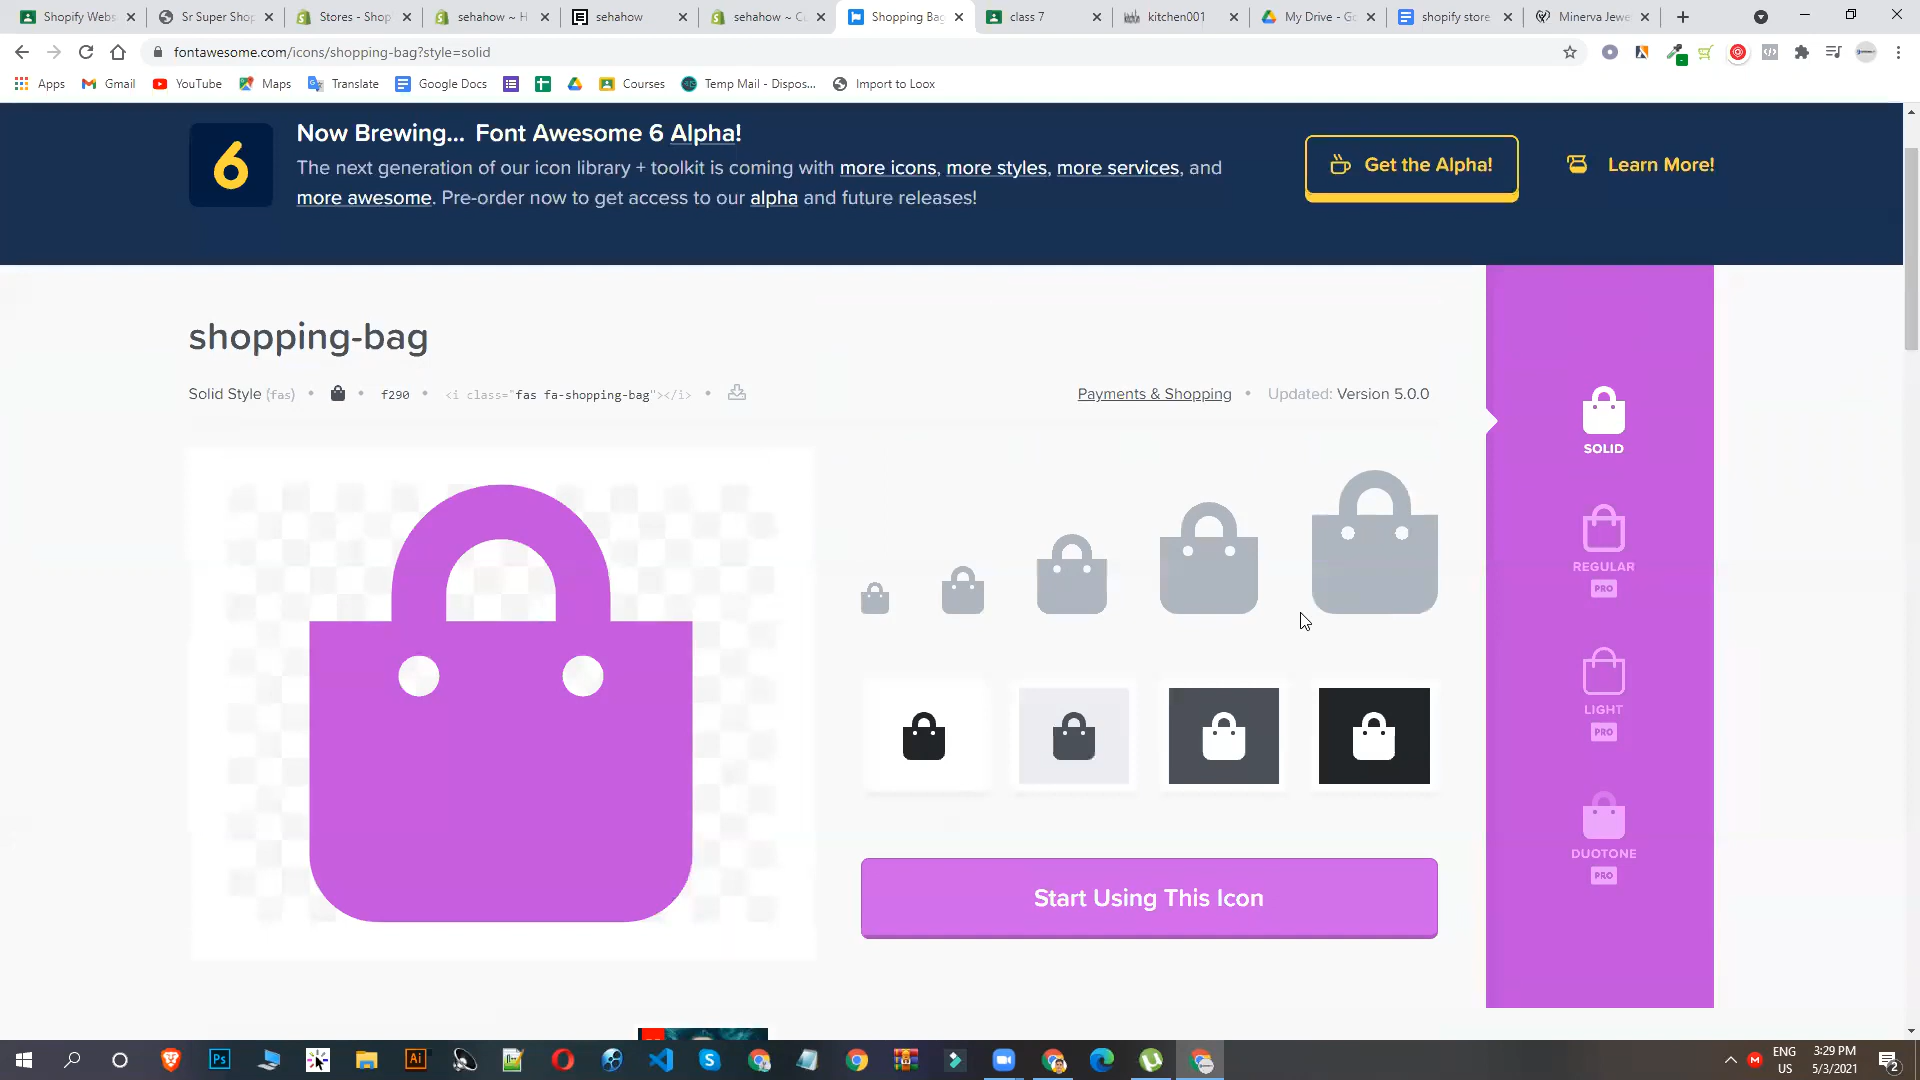 Shopify Webs
Sr Super Shop
Stores - Shop
sehahow ~ H
sehahow
sehahow ~ Cu
Shopping Bag
class 7
kitchen001
My Drive - Go
shopify store
Minerva Jewe
fontawesome.com/icons/shopping-bag?style=solid
Apps
Gmail
YouTube
Maps
Translate
Google Docs
Courses
Temp Mail - Dispos...
Import to Loox
6
Now Brewing... Font Awesome 6 Alpha!
The next generation of our icon library + toolkit is coming with more icons, more styles, more services, and
more awesome. Pre-order now to get access to our alpha and future releases!
Get the Alpha!
Learn More!
shopping-bag
Solid Style (fas) • • f290 • <i class="fas fa-shopping-bag"></i> •
Payments & Shopping • Updated: Version 5.0.0
SOLID
REGULAR
PRO
LIGHT
PRO
DUOTONE
PRO
Start Using This Icon
Ps
Ai
ENG
US
3:29 PM
5/3/2021
2